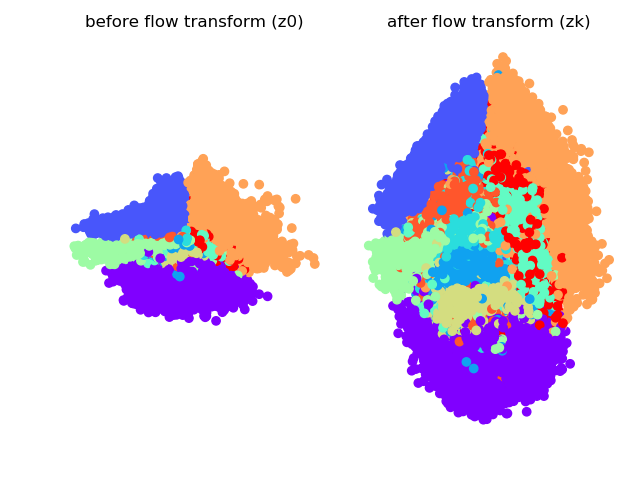 before flow transform (z0)
after flow transform (zk)